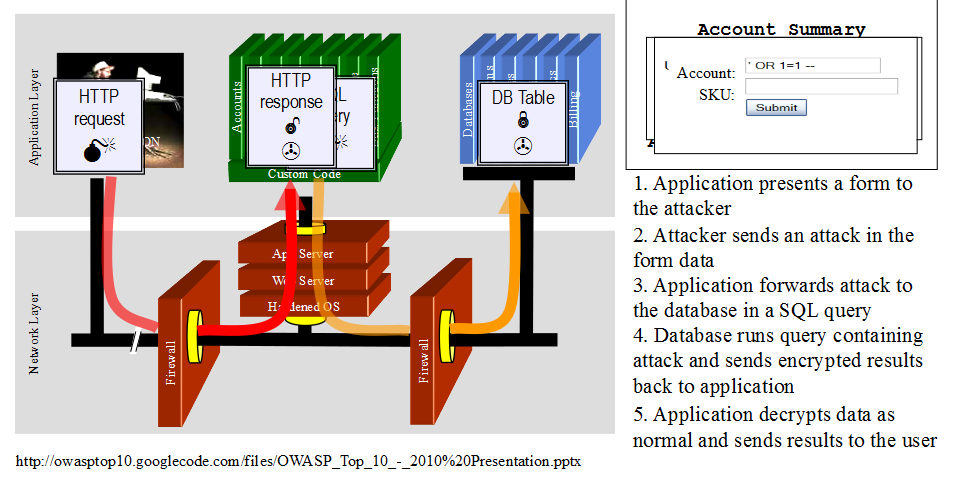 Application Layer
HTTP
request
ON
Accounts
HTTP
response
Custom Code
Databases
DB Table
Billing
Account Summary
Account:
' OR 1=1 --
SKU:
Submit
Network Layer
App Server
Web Server
Hardened OS
Firewall
Firewall
1. Application presents a form to
the attacker
2. Attacker sends an attack in the
form data
3. Application forwards attack to
the database in a SQL query
4. Database runs query containing
attack and sends encrypted results
back to application
5. Application decrypts data as
normal and sends results to the user
http://owasptop10.googlecode.com/files/OWASP_Top_10_-_2010%20Presentation.pptx